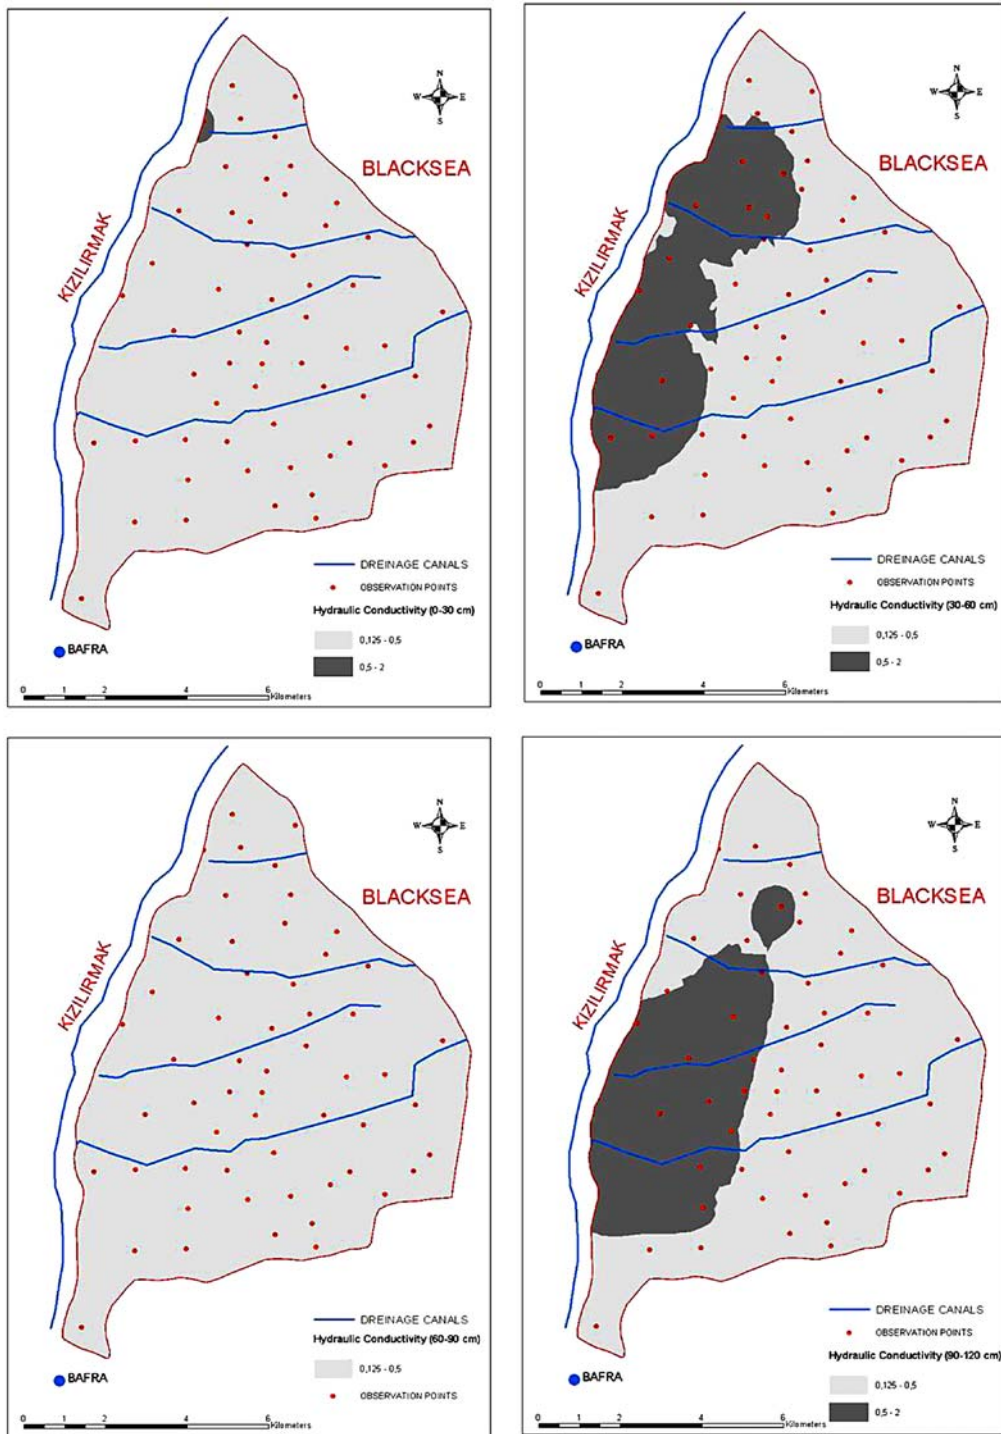 N
W E
S
BLACKSEA
KIZILIRMAK
DREINAGE CANALS
OBSERVATION POINTS
Hydraulic Conductivity (0-30 cm)
0,125 - 0,5
0,5 - 2
BAFRA
0 1 2 4 6
Kilometers
N
W E
S
BLACKSEA
KIZILIRMAK
DREINAGE CANALS
OBSERVATION POINTS
Hydraulic Conductivity (30-60 cm)
0,125 - 0,5
0,5 - 2
BAFRA
0 1 2 4 6
Kilometers
N
W E
S
BLACKSEA
KIZILIRMAK
DREINAGE CANALS
Hydraulic Conductivity (60-90 cm)
0,125 - 0,5
OBSERVATION POINTS
BAFRA
0 1 2 4 6
Kilometers
N
W E
S
BLACKSEA
KIZILIRMAK
DREINAGE CANALS
OBSERVATION POINTS
Hydraulic Conductivity (90-120 cm)
0,125 - 0,5
0,5 - 2
BAFRA
0 1 2 4 6
Kilometers